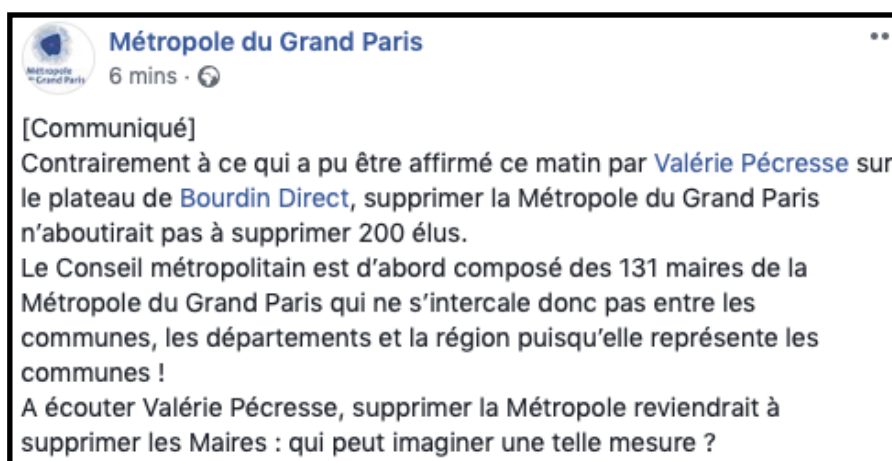 Métropole du Grand Paris
6 mins ·
[Communiqué]
Contrairement à ce qui a pu être affirmé ce matin par Valérie Pécresse sur
le plateau de Bourdin Direct, supprimer la Métropole du Grand Paris
n’aboutirait pas à supprimer 200 élus.
Le Conseil métropolitain est d’abord composé des 131 maires de la
Métropole du Grand Paris qui ne s’intercale donc pas entre les
communes, les départements et la région puisqu’elle représente les
communes !
A écouter Valérie Pécresse, supprimer la Métropole reviendrait à
supprimer les Maires : qui peut imaginer une telle mesure ?